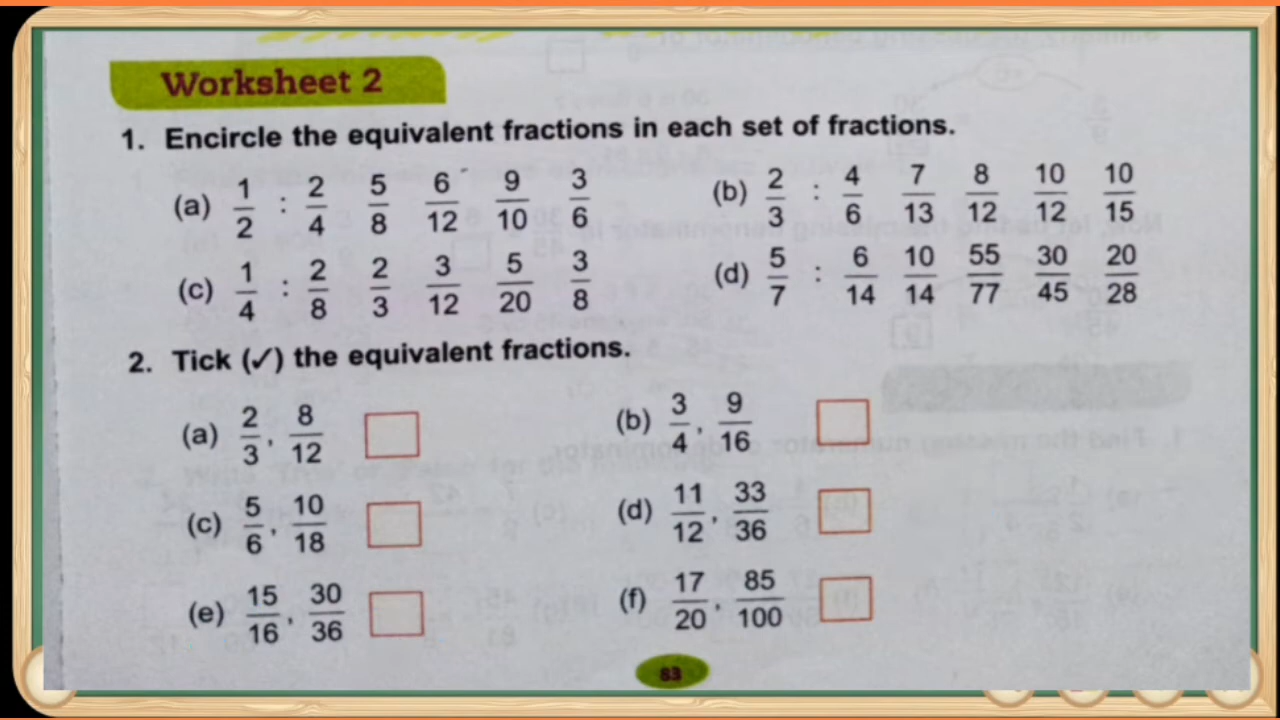 Worksheet 2
1. Encircle the equivalent fractions in each set of fractions.
(a) 1/2 : 2/4 5/8 6/12 9/10 3/6 (b) 2/3 : 4/6 7/13 8/12 10/12 10/15
(c) 1/4 : 2/8 2/3 3/12 5/20 3/8 (d) 5/7 : 6/14 10/14 55/77 30/45 20/28
2. Tick (✓) the equivalent fractions.
(a) 2/3, 8/12 (b) 3/4, 9/16
(c) 5/6, 10/18 (d) 11/12, 33/36
(e) 15/16, 30/36 (f) 17/20, 85/100
83